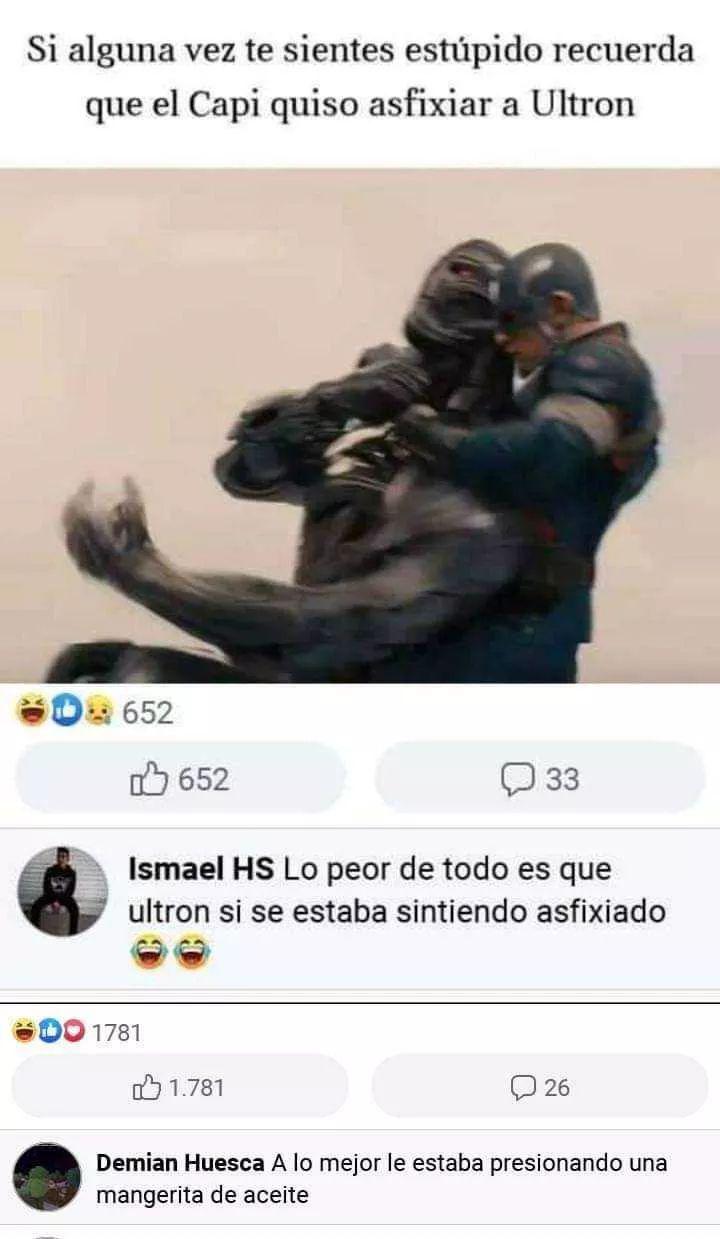 Si alguna vez te sientes estúpido recuerda
que el Capi quiso asfixiar a Ultron
652
652
33
Ismael HS Lo peor de todo es que
ultron si se estaba sintiendo asfixiado
1781
1.781
26
Demian Huesca A lo mejor le estaba presionando una
mangerita de aceite